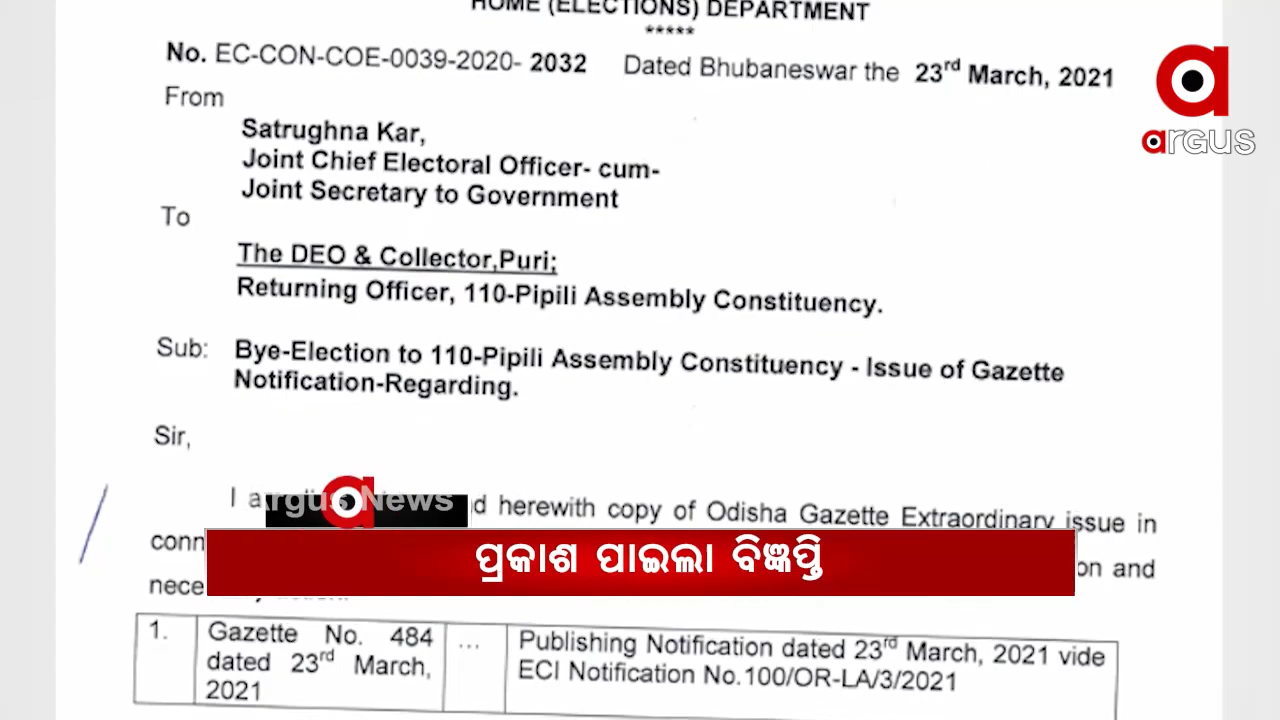 HOME (ELECTIONS) DEPARTMENT
*****
No. EC-CON-COE-0039-2020- 2032 Dated Bhubaneswar the 23rd March, 2021
From
Satrughna Kar,
Joint Chief Electoral Officer- cum-
Joint Secretary to Government
To
The DEO & Collector,Puri;
Returning Officer, 110-Pipili Assembly Constituency.
Sub: Bye-Election to 110-Pipili Assembly Constituency - Issue of Gazette
Notification-Regarding.
Sir,
I herewith copy of Odisha Gazette Extraordinary issue in
and
1. Gazette No. 484 ... Publishing Notification dated 23rd March, 2021 vide
dated 23rd March, ECI Notification No.100/OR-LA/3/2021
2021
argus
Argus News
ପ୍ରକାଶ ପାଇଲା ବିଜ୍ଞପ୍ତି